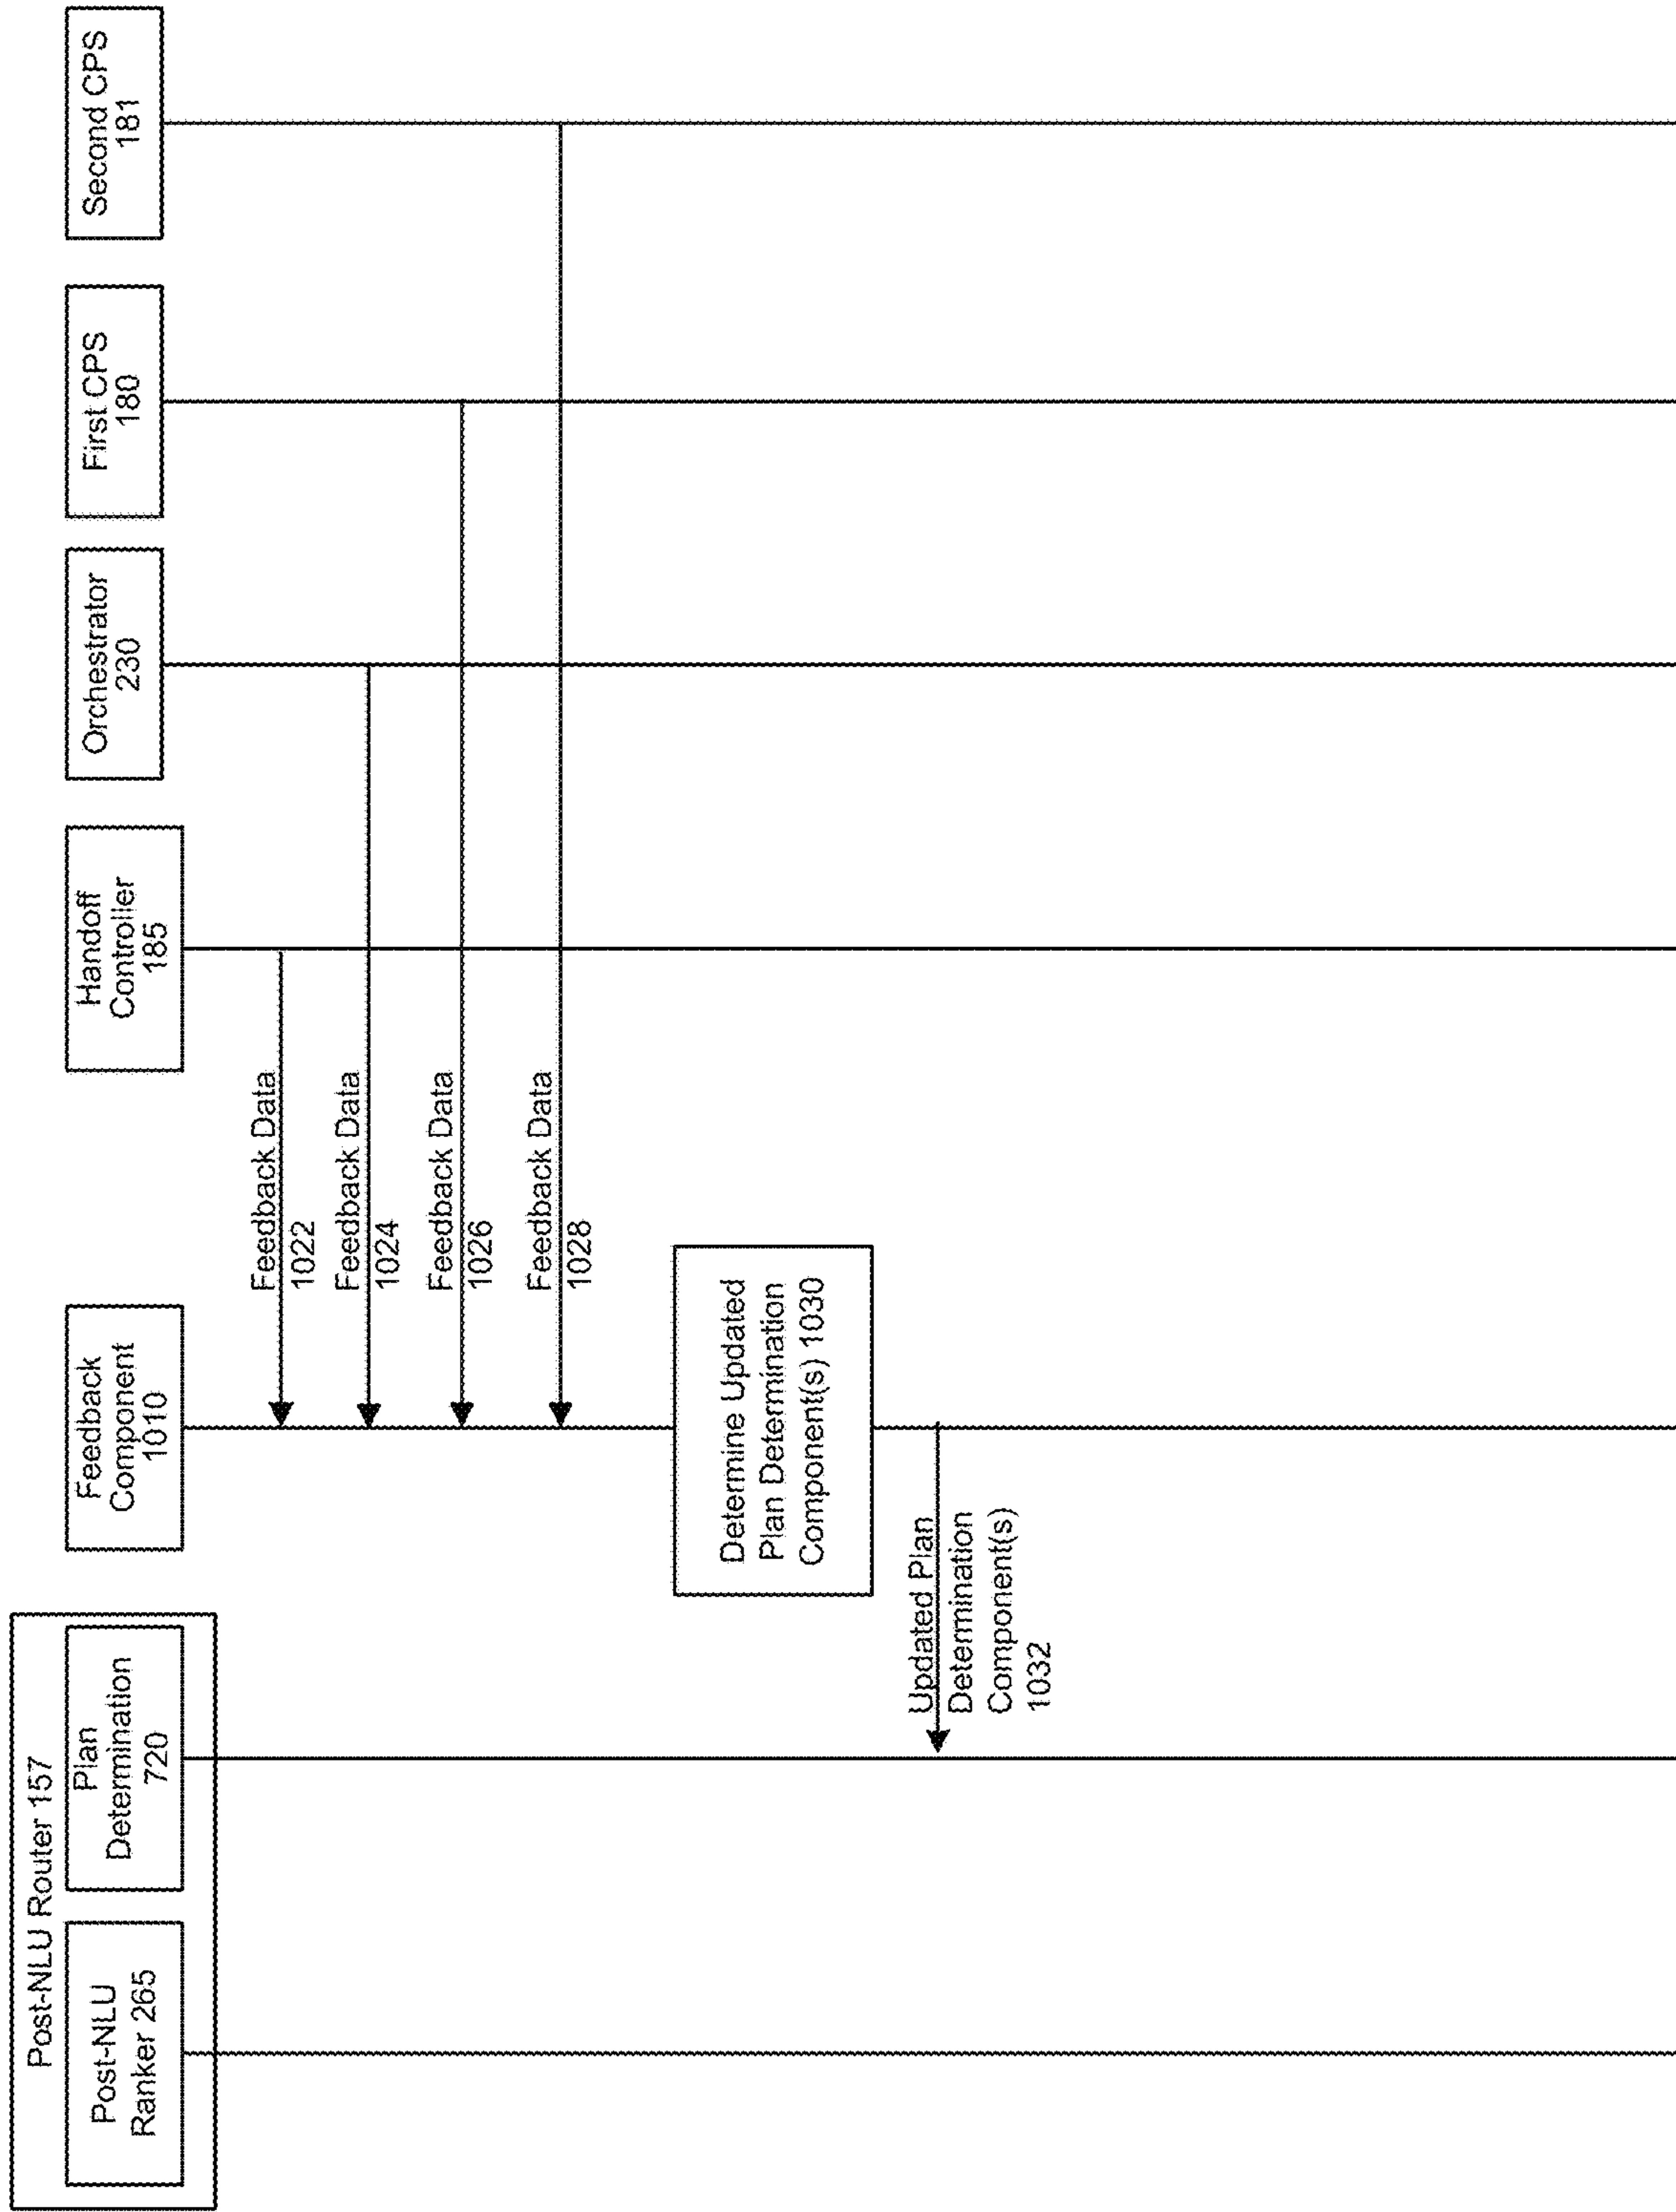 Post-NLU Router 157
Post-NLU
Ranker 265
Plan
Determination
720
Feedback
Component
1010
Handoff
Controller
185
Orchestrator
230
First CPS
180
Second CPS
181
Feedback Data
1022
Feedback Data
1024
Feedback Data
1026
Feedback Data
1028
Determine Updated
Plan Determination
Component(s) 1030
Updated Plan
Determination
Component(s)
1032